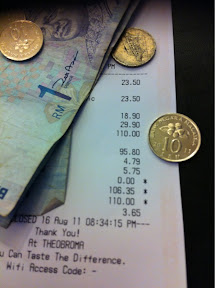 23.50
23.50
18.90
29.90
110.00
95.80
4.79
5.75
0.00 *
106.35 *
110.00 *
3.65
LOSED 16 Aug 11 08:34:15 PM----
Thank You!
At THEOBROMA
u Can Taste The Difference.
Wifi Access Code: -
RM 1
10